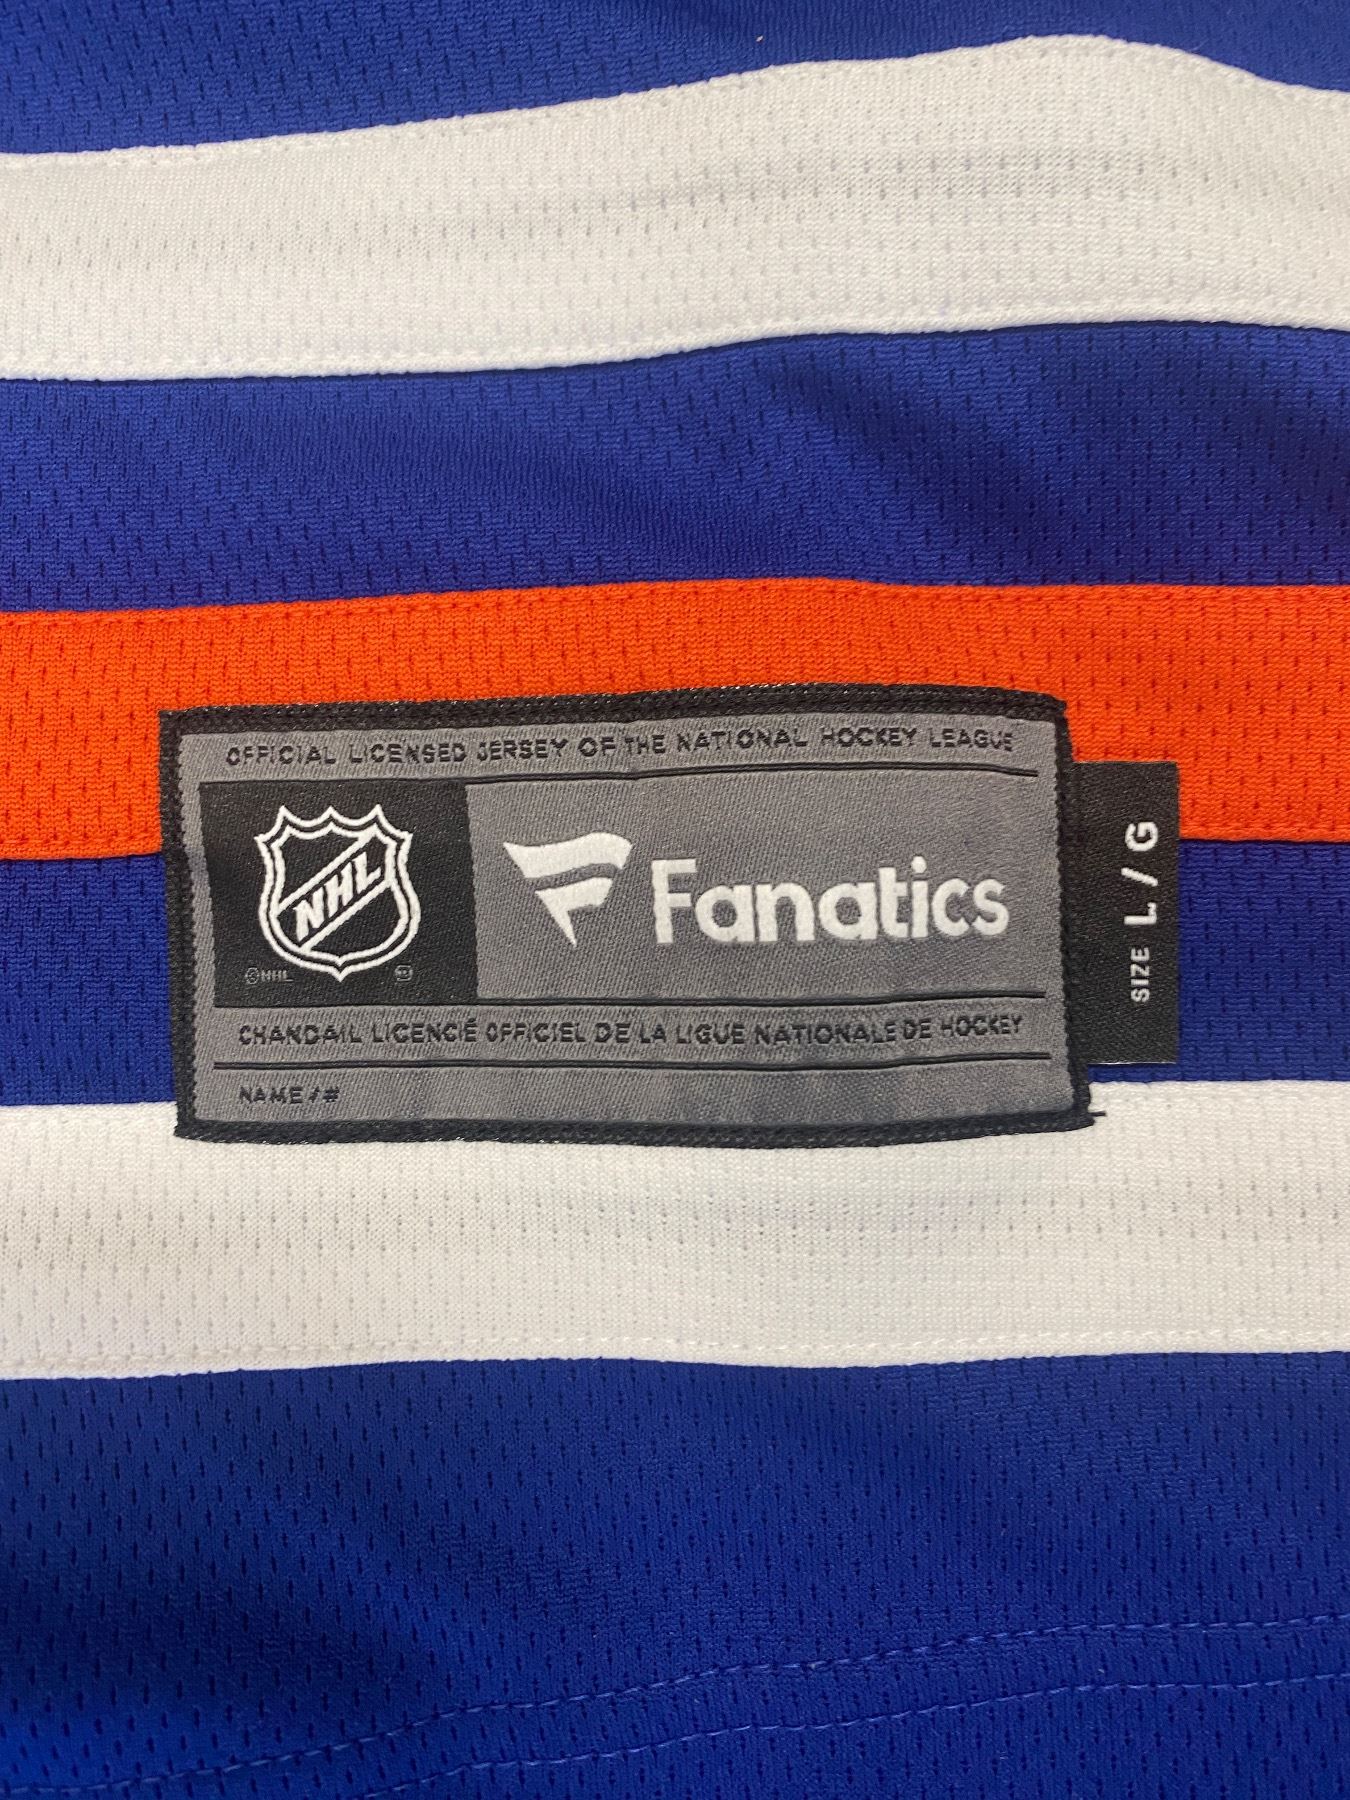 OFFICIAL LICENSED JERSEY OF THE NATIONAL HOCKEY LEAGUE
NHL
©NHL
Fanatics
SIZE L / G
CHANDAIL LICENCIÉ OFFICIEL DE LA LIGUE NATIONALE DE HOCKEY
NAME / #